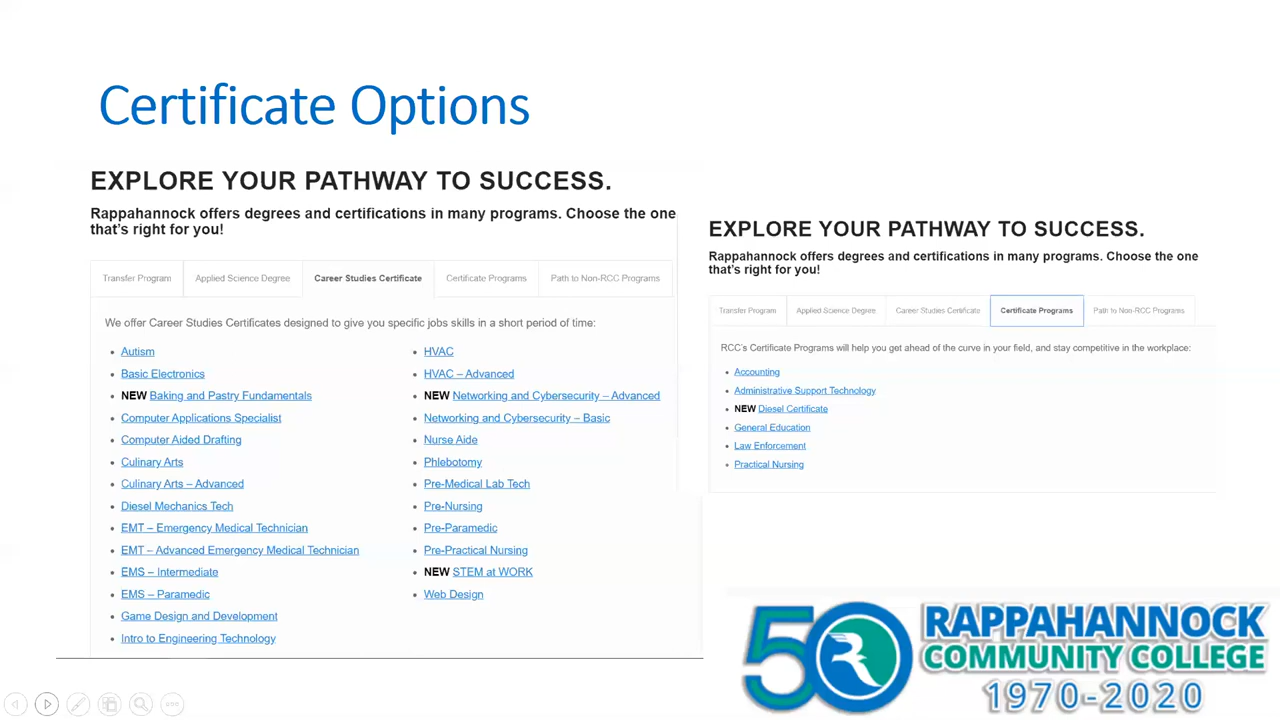 Certificate Options
EXPLORE YOUR PATHWAY TO SUCCESS.
Rappahannock offers degrees and certifications in many programs. Choose the one
that's right for you!
Transfer Program
Applied Science Degree
Career Studies Certificate
Certificate Programs
Path to Non-RCC Programs
We offer Career Studies Certificates designed to give you specific jobs skills in a short period of time:
Autism
Basic Electronics
NEW Baking and Pastry Fundamentals
Computer Applications Specialist
Computer Aided Drafting
Culinary Arts
Culinary Arts – Advanced
Diesel Mechanics Tech
EMT – Emergency Medical Technician
EMT – Advanced Emergency Medical Technician
EMS – Intermediate
EMS – Paramedic
Game Design and Development
Intro to Engineering Technology
HVAC
HVAC – Advanced
NEW Networking and Cybersecurity – Advanced
Networking and Cybersecurity – Basic
Nurse Aide
Phlebotomy
Pre-Medical Lab Tech
Pre-Nursing
Pre-Paramedic
Pre-Practical Nursing
NEW STEM at WORK
Web Design
EXPLORE YOUR PATHWAY TO SUCCESS.
Rappahannock offers degrees and certifications in many programs. Choose the one
that's right for you!
Transfer Program
Applied Science Degree
Career Studies Certificate
Certificate Programs
Path to Non-RCC Programs
RCC's Certificate Programs will help you get ahead of the curve in your field, and stay competitive in the workplace:
Accounting
Administrative Support Technology
NEW Diesel Certificate
General Education
Law Enforcement
Practical Nursing
50
RAPPAHANNOCK
COMMUNITY COLLEGE
1970-2020